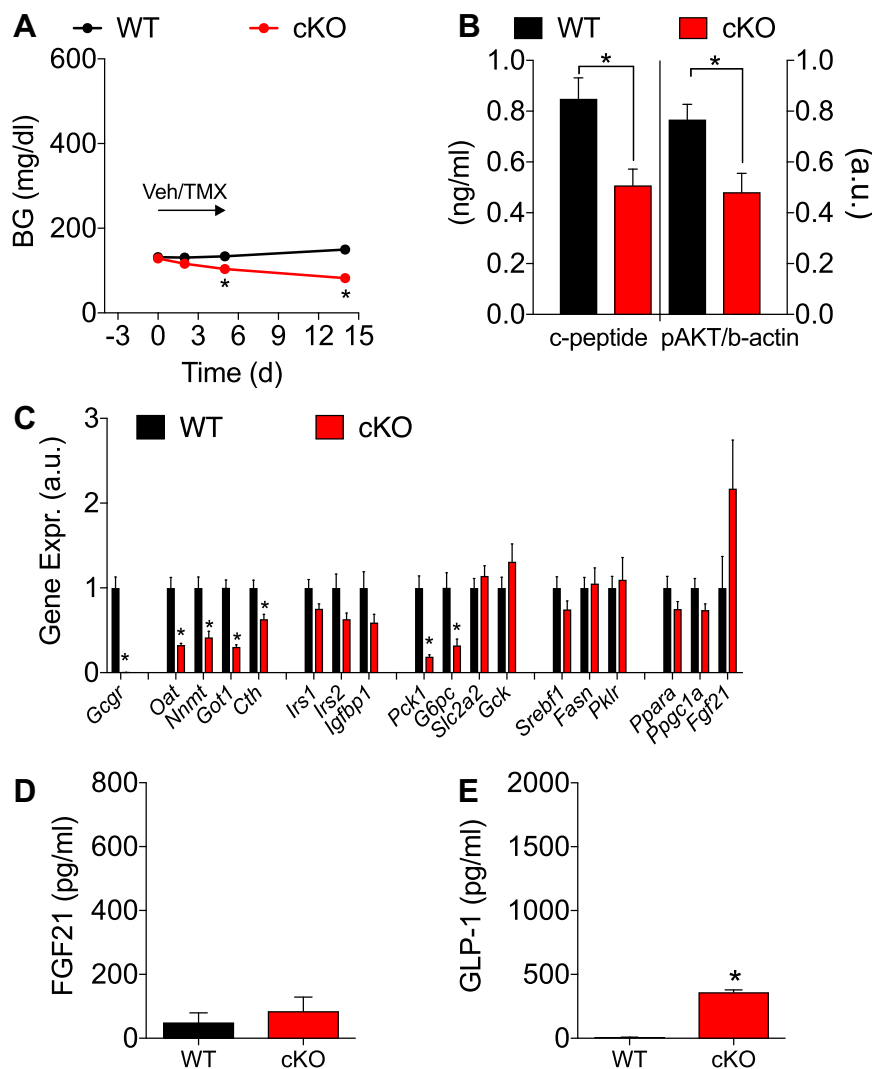 A
WT
cKO
600
400
200
0
BG (mg/dl)
Veh/TMX
*
*
-3
0
3
6
9
12
15
Time (d)
B
WT
cKO
1.0
0.8
0.6
0.4
0.2
0.0
(ng/ml)
*
*
1.0
0.8
0.6
0.4
0.2
0.0
(a.u.)
c-peptide
pAKT/b-actin
C
WT
cKO
3
2
1
0
Gene Expr. (a.u.)
*
*
*
*
*
*
*
Gcgr
Oat
Nnmt
Got1
Cth
Irs1
Irs2
Igfbp1
Pck1
G6pc
Slc2a2
Gck
Srebf1
Fasn
Pklr
Ppara
Ppgc1a
Fgf21
D
800
600
400
200
0
FGF21 (pg/ml)
WT
cKO
E
2000
1500
1000
500
0
GLP-1 (pg/ml)
*
WT
cKO